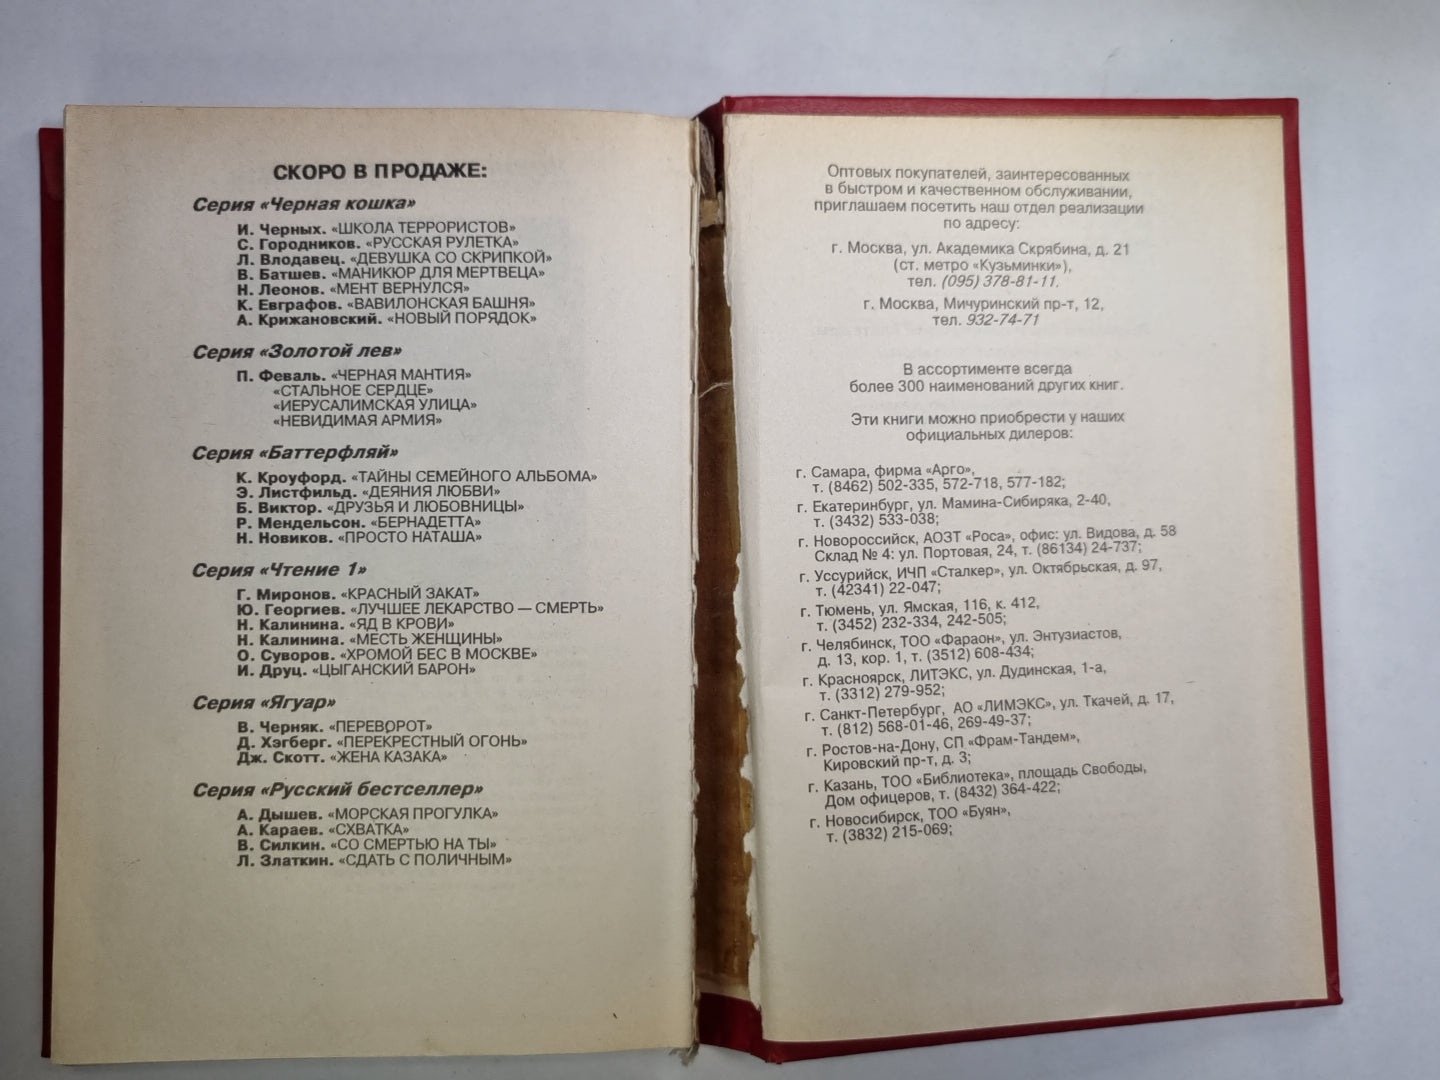 СКОРО В ПРОДАЖЕ:
Серия «Черная кошка»
И. Черных. «ШКОЛА ТЕРРОРИСТОВ»
С. Городников. «РУССКАЯ РУЛЕТКА»
Л. Влодавец. «ДЕВУШКА СО СКРИПКОЙ»
В. Батшев. «МАНИКЮР ДЛЯ МЕРТВЕЦА»
Н. Леонов. «МЕНТ ВЕРНУЛСЯ»
К. Евграфов. «ВАВИЛОНСКАЯ БАШНЯ»
А. Крижановский. «НОВЫЙ ПОРЯДОК»
Серия «Золотой лев»
П. Феваль. «ЧЕРНАЯ МАНТИЯ»
«СТАЛЬНОЕ СЕРДЦЕ»
«ИЕРУСАЛИМСКАЯ УЛИЦА»
«НЕВИДИМАЯ АРМИЯ»
Серия «Баттерфляй»
К. Кроуфорд. «ТАЙНЫ СЕМЕЙНОГО АЛЬБОМА»
Э. Листфильд. «ДЕЯНИЯ ЛЮБВИ»
Б. Виктор. «ДРУЗЬЯ И ЛЮБОВНИЦЫ»
Р. Мендельсон. «БЕРНАДЕТТА»
Н. Новиков. «ПРОСТО НАТАША»
Серия «Чтение 1»
Г. Миронов. «КРАСНЫЙ ЗАКАТ»
Ю. Георгиев. «ЛУЧШЕЕ ЛЕКАРСТВО — СМЕРТЬ»
Н. Калинина. «ЯД В КРОВИ»
Н. Калинина. «МЕСТЬ ЖЕНЩИНЫ»
О. Суворов. «ХРОМОЙ БЕС В МОСКВЕ»
И. Друц. «ЦЫГАНСКИЙ БАРОН»
Серия «Ягуар»
В. Черняк. «ПЕРЕВОРОТ»
Д. Хэгберг. «ПЕРЕКРЕСТНЫЙ ОГОНЬ»
Дж. Скотт. «ЖЕНА КАЗАКА»
Серия «Русский бестселлер»
А. Дышев. «МОРСКАЯ ПРОГУЛКА»
А. Караев. «СХВАТКА»
В. Силкин. «СО СМЕРТЬЮ НА ТЫ»
Л. Златкин. «СДАТЬ С ПОЛИЧНЫМ»
Оптовых покупателей, заинтересованных
в быстром и качественном обслуживании,
приглашаем посетить наш отдел реализации
по адресу:
г. Москва, ул. Академика Скрябина, д. 21
(ст. метро «Кузьминки»),
тел. (095) 378-81-11.
г. Москва, Мичуринский пр-т, 12,
тел. 932-74-71
В ассортименте всегда
более 300 наименований других книг.
Эти книги можно приобрести у наших
официальных дилеров:
г. Самара, фирма «Арго»,
т. (8462) 502-335, 572-718, 577-182;
г. Екатеринбург, ул. Мамина-Сибиряка, 2-40,
т. (3432) 533-038;
г. Новороссийск, АОЗТ «Роса», офис: ул. Видова, д. 58
Склад № 4: ул. Портовая, 24, т. (86134) 24-737;
г. Уссурийск, ИЧП «Сталкер», ул. Октябрьская, д. 97,
т. (42341) 22-047;
г. Тюмень, ул. Ямская, 116, к. 412,
т. (3452) 232-334, 242-505;
г. Челябинск, ТОО «Фараон», ул. Энтузиастов,
д. 13, кор. 1, т. (3512) 608-434;
г. Красноярск, ЛИТЭКС, ул. Дудинская, 1-а,
т. (3312) 279-952;
г. Санкт-Петербург, АО «ЛИМЭКС», ул. Ткачей, д. 17,
т. (812) 568-01-46, 269-49-37;
г. Ростов-на-Дону, СП «Фрам-Тандем»,
Кировский пр-т, д. 3;
г. Казань, ТОО «Библиотека», площадь Свободы,
Дом офицеров, т. (8432) 364-422;
г. Новосибирск, ТОО «Буян»,
т. (3832) 215-069;